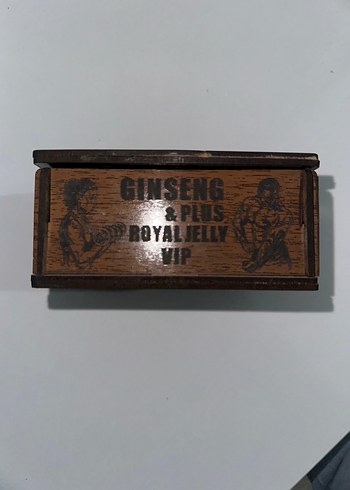 GINSENG
& PLUS
ROYAL JELLY
VIP